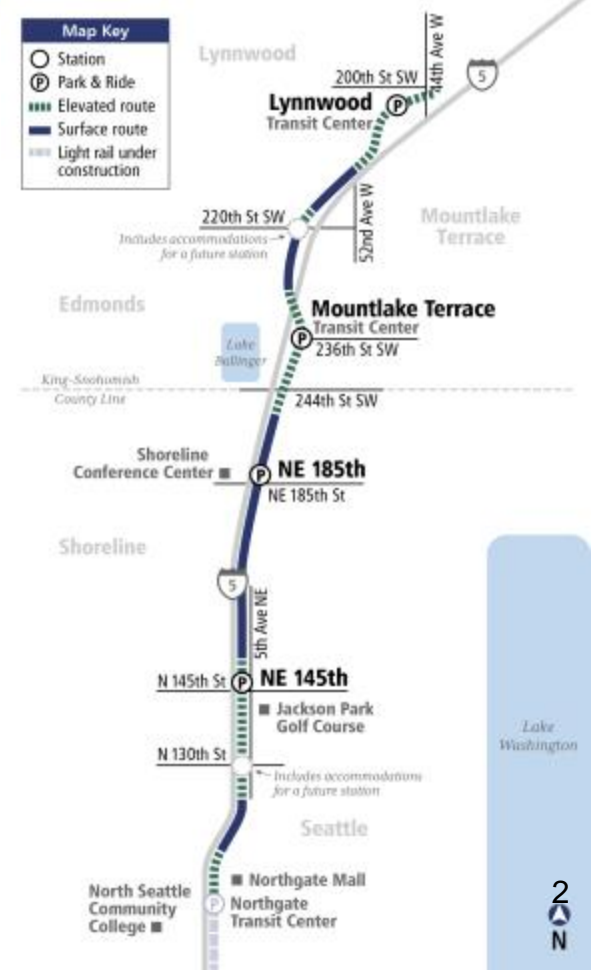 Map Key
Station
P Park & Ride
Elevated route
Surface route
Light rail under
construction
Lynnwood
44th Ave W
5
200th St SW
Lynnwood
Transit Center
P
220th St SW
Includes accommodations
for a future station
52nd Ave W
Mountlake
Terrace
Edmonds
Mountlake Terrace
Transit Center
P
236th St SW
Lake
Ballinger
King-Snohomish
County Line
244th St SW
Shoreline
Conference Center
P
NE 185th
NE 185th St
Shoreline
5
5th Ave NE
N 145th St
P
NE 145th
Jackson Park
Golf Course
N 130th St
Includes accommodations
for a future station
Lake
Washington
Seattle
Northgate Mall
North Seattle
Community
College
P
Northgate
Transit Center
2
N